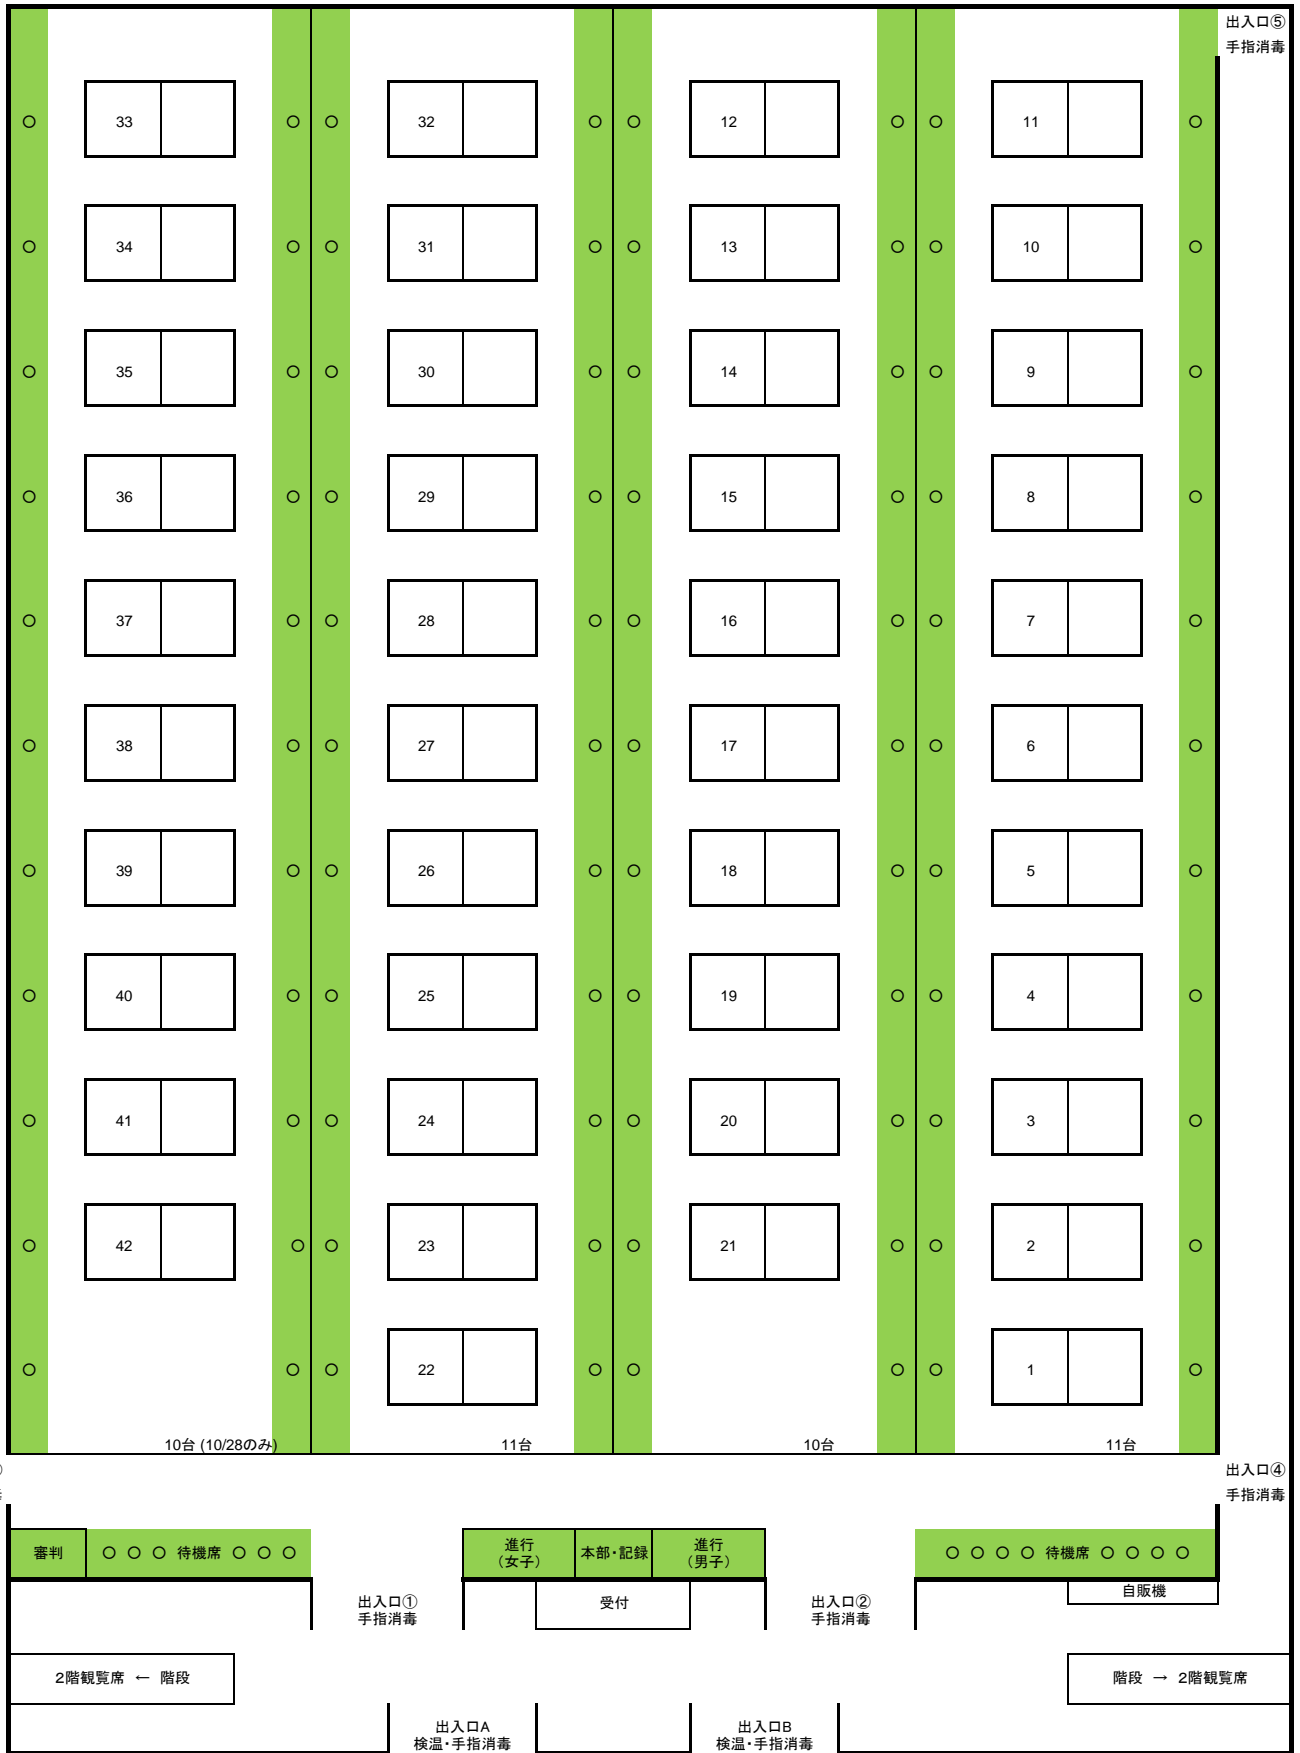 出入口⑤
手指消毒
〇 33 〇 〇 32 〇 〇 12 〇 〇 11 〇
〇 34 〇 〇 31 〇 〇 13 〇 〇 10 〇
〇 35 〇 〇 30 〇 〇 14 〇 〇 9 〇
〇 36 〇 〇 29 〇 〇 15 〇 〇 8 〇
〇 37 〇 〇 28 〇 〇 16 〇 〇 7 〇
〇 38 〇 〇 27 〇 〇 17 〇 〇 6 〇
〇 39 〇 〇 26 〇 〇 18 〇 〇 5 〇
〇 40 〇 〇 25 〇 〇 19 〇 〇 4 〇
〇 41 〇 〇 24 〇 〇 20 〇 〇 3 〇
〇 42 〇 〇 23 〇 〇 21 〇 〇 2 〇
〇 〇 〇 22 〇 〇 〇 〇 1 〇
10台 (10/28のみ) 11台 10台 11台
出入口④
手指消毒
審判 〇 〇 〇 待機席 〇 〇 〇
進行
（女子）
本部・記録
進行
（男子）
〇 〇 〇 〇 待機席 〇 〇 〇 〇
自販機
出入口①
手指消毒
受付
出入口②
手指消毒
2階観覧席 ← 階段
階段 → 2階観覧席
出入口A
検温・手指消毒
出入口B
検温・手指消毒